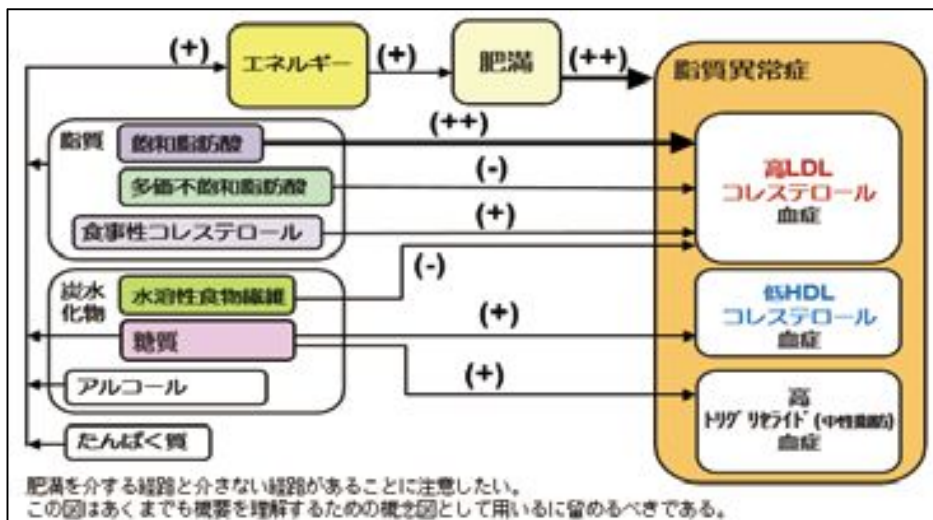 (+)
エネルギー
(+)
肥満
(++)
脂質異常症
脂質
飽和脂肪酸
(++)
多価不飽和脂肪酸
(-)
食事性コレステロール
(+)
高LDL
コレステロール
血症
炭水
化物
水溶性食物繊維
(-)
糖質
(+)
低HDL
コレステロール
血症
アルコール
(+)
高
トリグリセライド(中性脂肪)
血症
たんぱく質
肥満を介する経路と介さない経路があることに注意したい。
この図はあくまでも概要を理解するための概念図として用いるに留めるべきである。